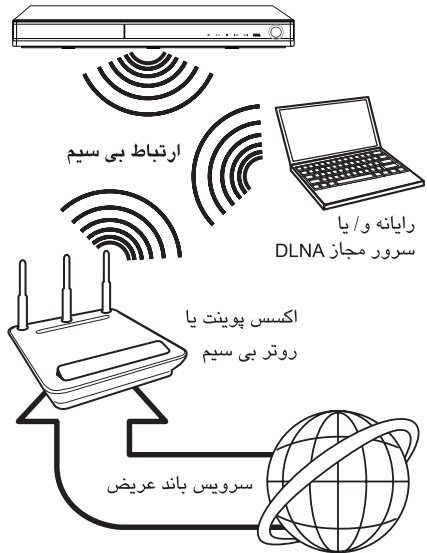 ارتباط بی سیم
رایانه و/ یا
سرور مجاز DLNA
اکسس پوینت یا
روتر بی سیم
سرویس باند عریض